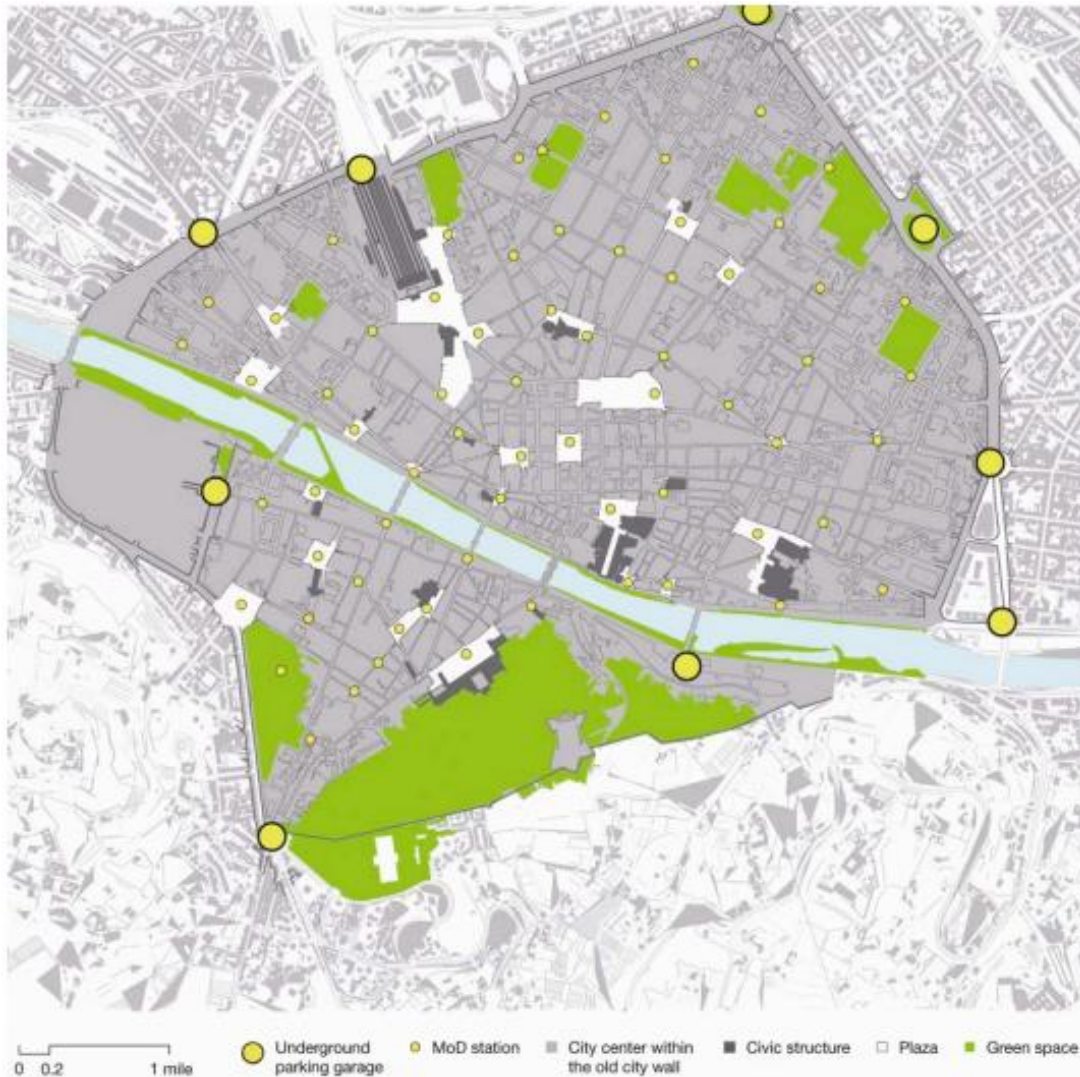 0 0.2 1 mile
Underground
parking garage
MoD station
City center within
the old city wall
Civic structure
Plaza
Green space